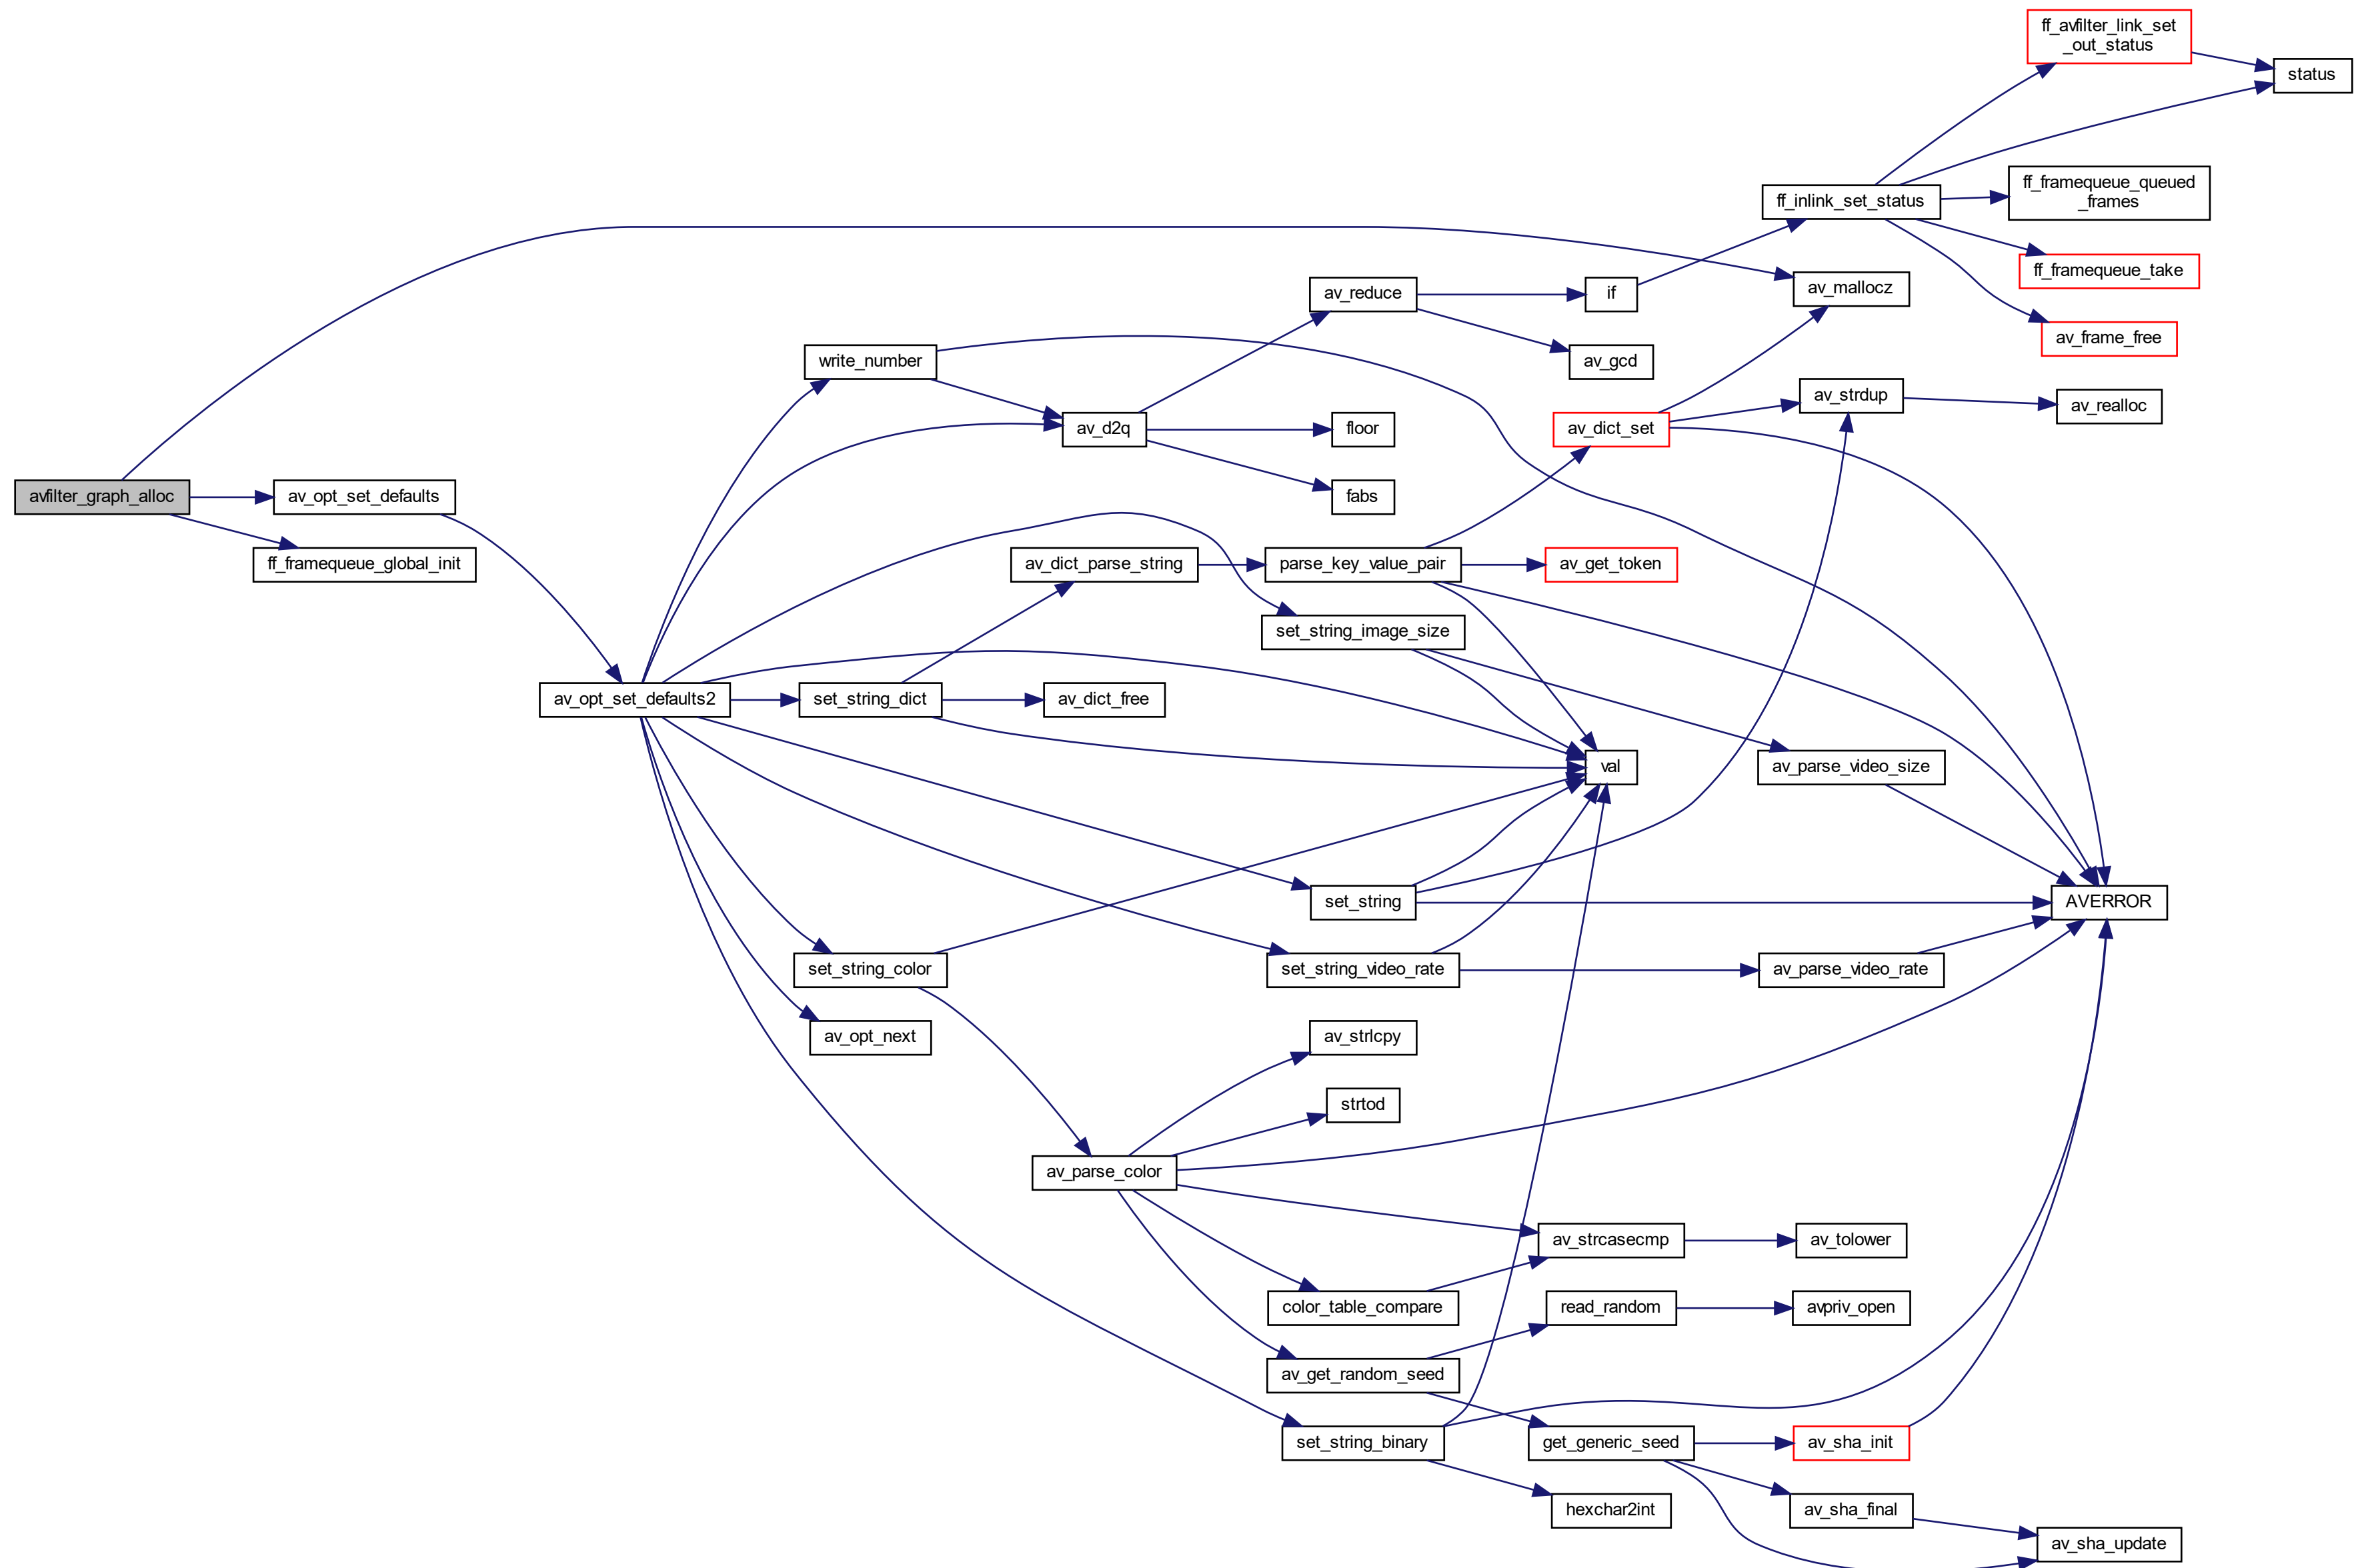 avfilter_graph_alloc
av_opt_set_defaults
ff_framequeue_global_init
av_opt_set_defaults2
write_number
set_string_dict
set_string_color
av_opt_next
av_d2q
av_dict_parse_string
av_dict_free
av_parse_color
av_reduce
floor
fabs
parse_key_value_pair
set_string_image_size
set_string
set_string_video_rate
av_strlcpy
strtod
color_table_compare
av_get_random_seed
set_string_binary
if
av_gcd
av_dict_set
av_get_token
val
av_strcasecmp
read_random
get_generic_seed
hexchar2int
ff_inlink_set_status
av_mallocz
av_strdup
av_parse_video_size
av_parse_video_rate
av_tolower
avpriv_open
av_sha_init
av_sha_final
ff_avfilter_link_set
_out_status
ff_framequeue_queued
_frames
ff_framequeue_take
av_frame_free
av_realloc
AVERROR
av_sha_update
status